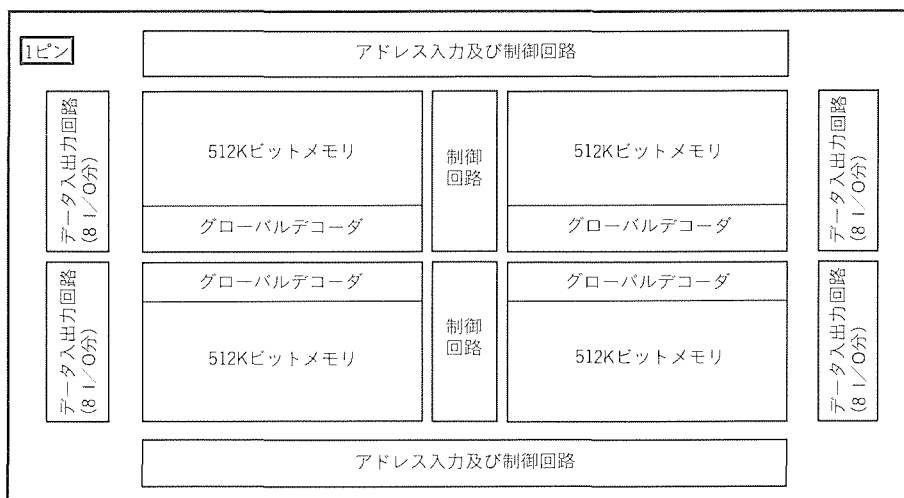 1ピン
アドレス入力及び制御回路
データ入出力回路
(8 I/O分)
512Kビットメモリ
グローバルデコーダ
制御
回路
512Kビットメモリ
グローバルデコーダ
データ入出力回路
(8 I/O分)
データ入出力回路
(8 I/O分)
グローバルデコーダ
512Kビットメモリ
制御
回路
グローバルデコーダ
512Kビットメモリ
データ入出力回路
(8 I/O分)
アドレス入力及び制御回路